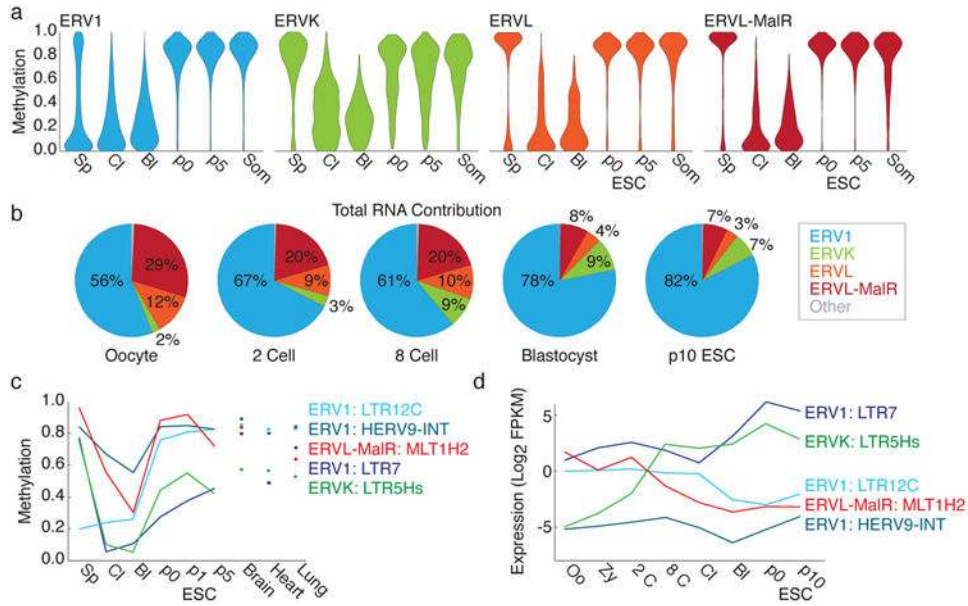 a
ERV1
ERVK
ERVL
ERVL-MalR
Methylation
1.0
0.8
0.6
0.4
0.2
0.0
Sp
Cl
Bl
p0
p5
Som
Sp
Cl
Bl
p0
p5
Som
Sp
Cl
Bl
p0
p5
Som
ESC
Sp
Cl
Bl
p0
p5
Som
ESC
b
Total RNA Contribution
56%
29%
12%
2%
Oocyte
67%
20%
9%
3%
2 Cell
61%
20%
10%
9%
8 Cell
78%
8%
4%
9%
Blastocyst
82%
7%
3%
7%
p10 ESC
ERV1
ERVK
ERVL
ERVL-MalR
Other
c
Methylation
1.0
0.8
0.6
0.4
0.2
0.0
Sp
Cl
Bl
p0
p1
p5
Brain
Heart
Lung
ESC
ERV1: LTR12C
ERV1: HERV9-INT
ERVL-MalR: MLT1H2
ERV1: LTR7
ERVK: LTR5Hs
d
Expression (Log2 FPKM)
5
0
-5
Oo
Zy
2 C
8 C
Cl
Bl
p0
p10
ESC
ERV1: LTR7
ERVK: LTR5Hs
ERV1: LTR12C
ERVL-MalR: MLT1H2
ERV1: HERV9-INT